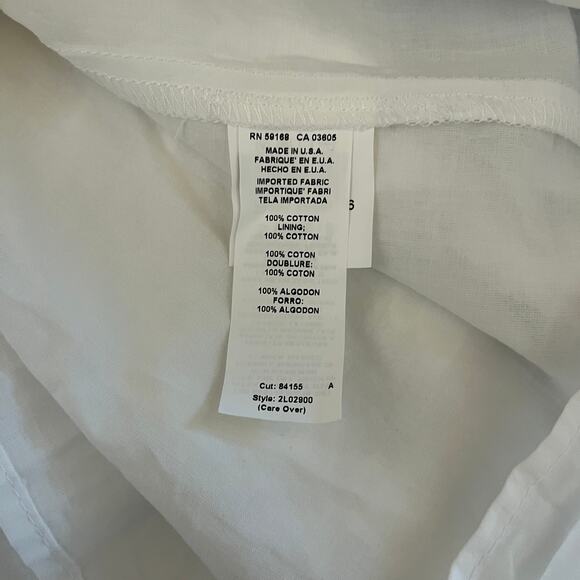 RN 59168 CA 03605
MADE IN U.S.A.
FABRIQUE' EN E.U.A.
HECHO EN E.U.A.
IMPORTED FABRIC
IMPORTIQUE' FABRI
TELA IMPORTADA
6
100% COTTON
LINING;
100% COTTON
100% COTON
DOUBLURE:
100% COTON
100% ALGODON
FORRO:
100% ALGODON
Cut: 84155 A
Style: 2L02900
(Care Over)